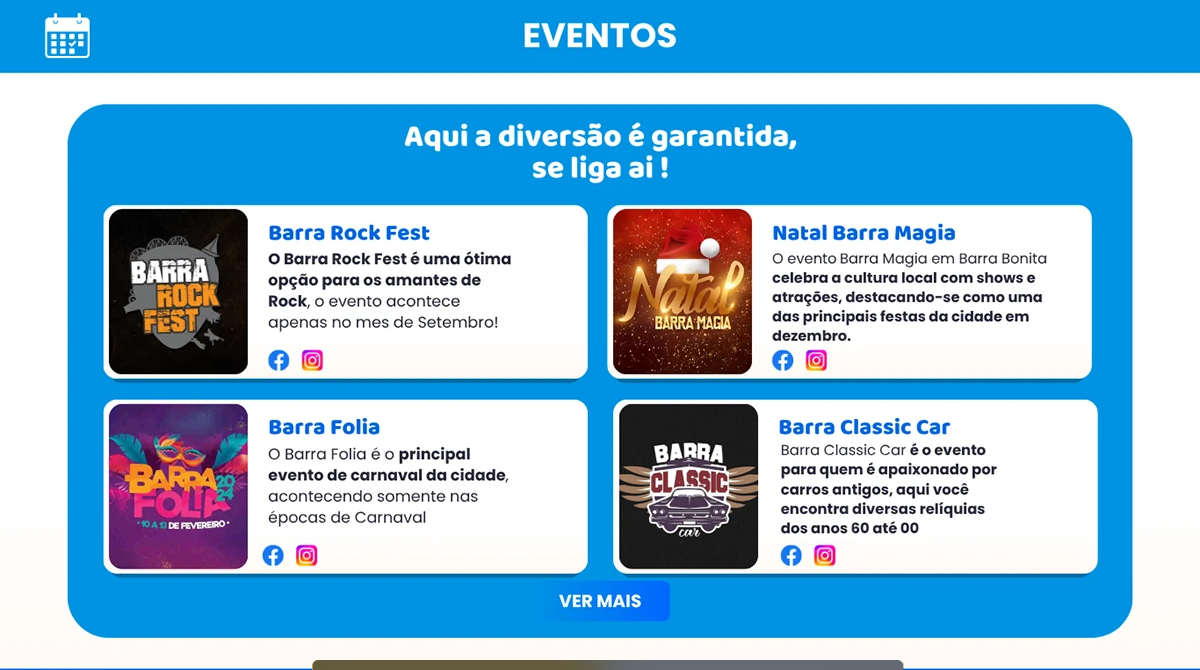 EVENTOS
Aqui a diversão é garantida,
se liga ai !
BARRA
ROCK
FEST
Barra Rock Fest
O Barra Rock Fest é uma ótima
opção para os amantes de
Rock, o evento acontece
apenas no mes de Setembro!
Natal
BARRA MAGIA
Natal Barra Magia
O evento Barra Magia em Barra Bonita
celebra a cultura local com shows e
atrações, destacando-se como uma
das principais festas da cidade em
dezembro.
BARRA
FOLIA
2024
• 10 A 13 DE FEVEREIRO •
Barra Folia
O Barra Folia é o principal
evento de carnaval da cidade,
acontecendo somente nas
épocas de Carnaval
BARRA
CLASSIC
car
Barra Classic Car
Barra Classic Car é o evento
para quem é apaixonado por
carros antigos, aqui você
encontra diversas relíquias
dos anos 60 até 00
VER MAIS